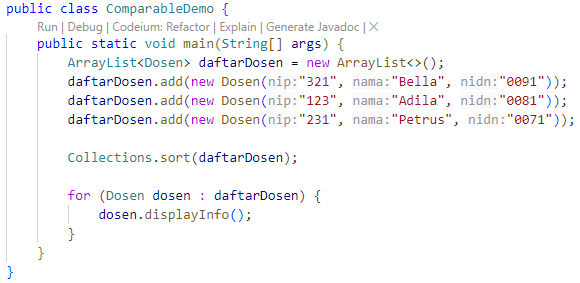 public class ComparableDemo {
Run | Debug | Codeium: Refactor | Explain | Generate Javadoc | ×
public static void main(String[] args) {
ArrayList<Dosen> daftarDosen = new ArrayList<>();
daftarDosen.add(new Dosen(nip:"321", nama:"Bella", nidn:"0091"));
daftarDosen.add(new Dosen(nip:"123", nama:"Adila", nidn:"0081"));
daftarDosen.add(new Dosen(nip:"231", nama:"Petrus", nidn:"0071"));
Collections.sort(daftarDosen);
for (Dosen dosen : daftarDosen) {
dosen.displayInfo();
}
}
}